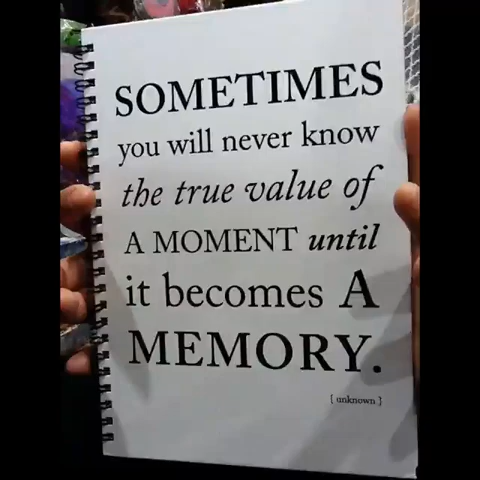 SOMETIMES
you will never know
the true value of
A MOMENT until
it becomes A
MEMORY.
[ unknown ]